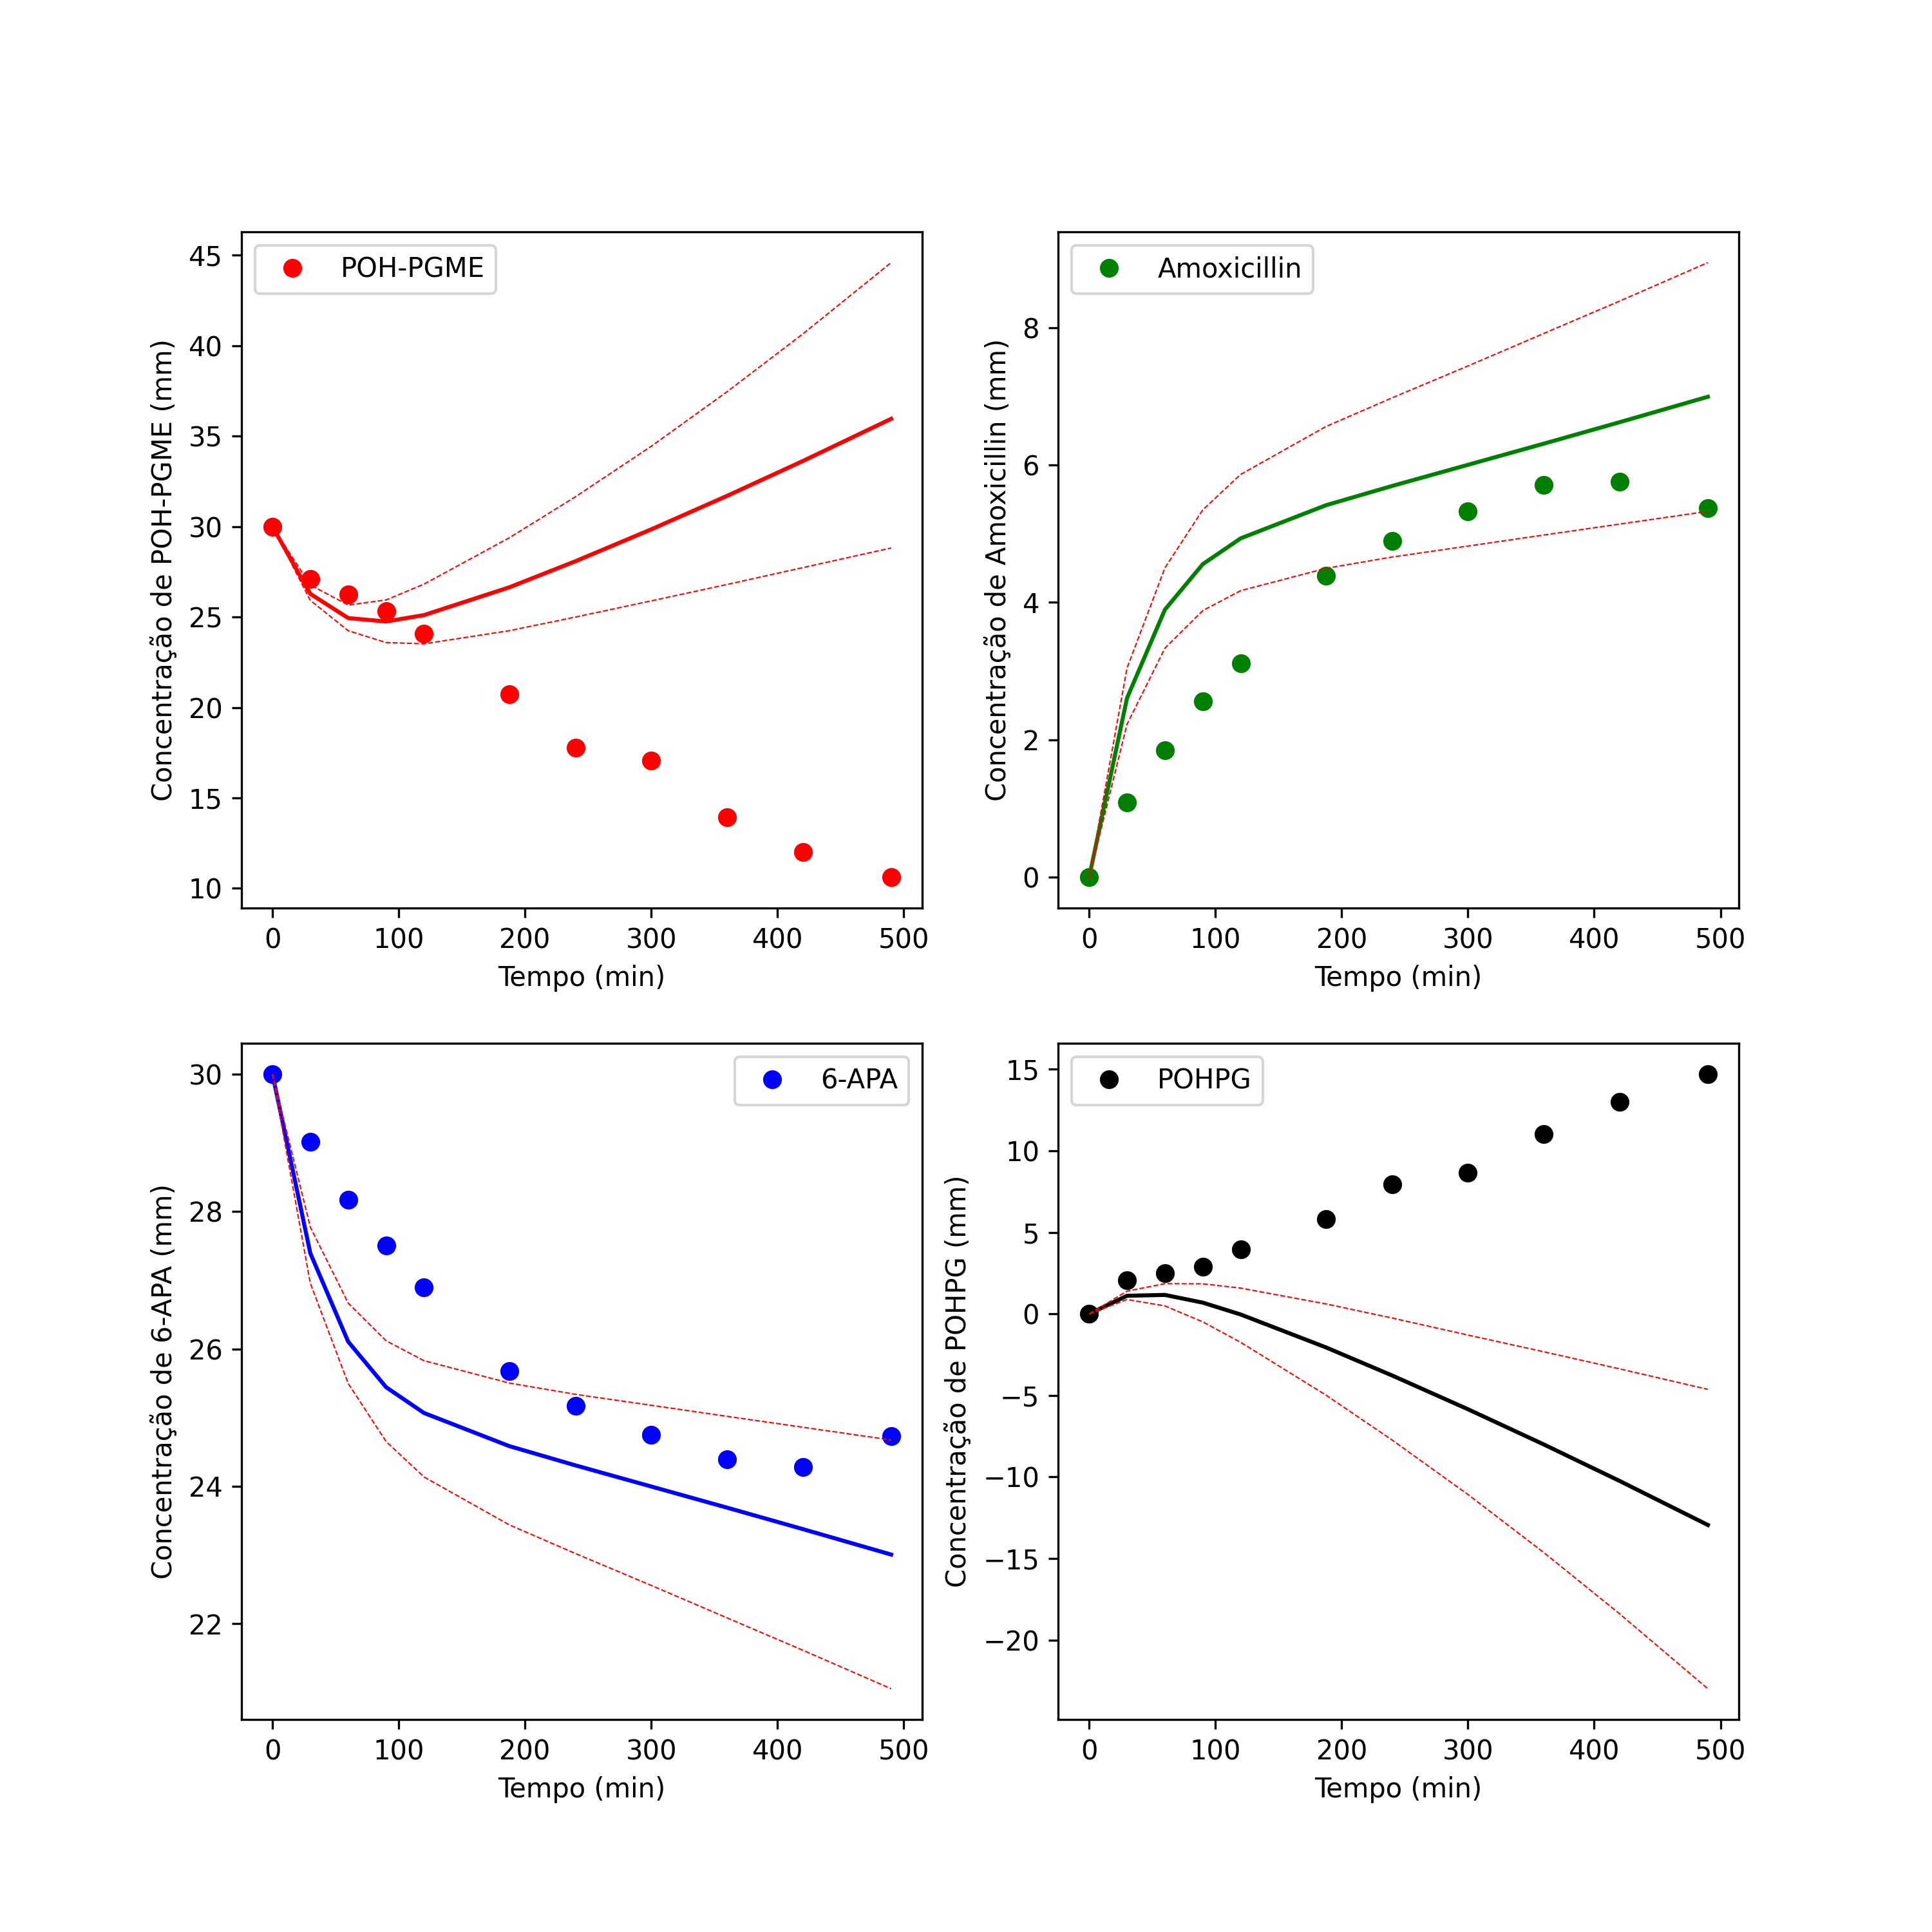 POH-PGME
Concentração de POH-PGME (mm)
45
40
35
30
25
20
15
10
0 100 200 300 400 500
Tempo (min)
Amoxicillin
Concentração de Amoxicillin (mm)
8
6
4
2
0
0 100 200 300 400 500
Tempo (min)
6-APA
Concentração de 6-APA (mm)
30
28
26
24
22
0 100 200 300 400 500
Tempo (min)
POHPG
Concentração de POHPG (mm)
15
10
5
0
−5
−10
−15
−20
0 100 200 300 400 500
Tempo (min)